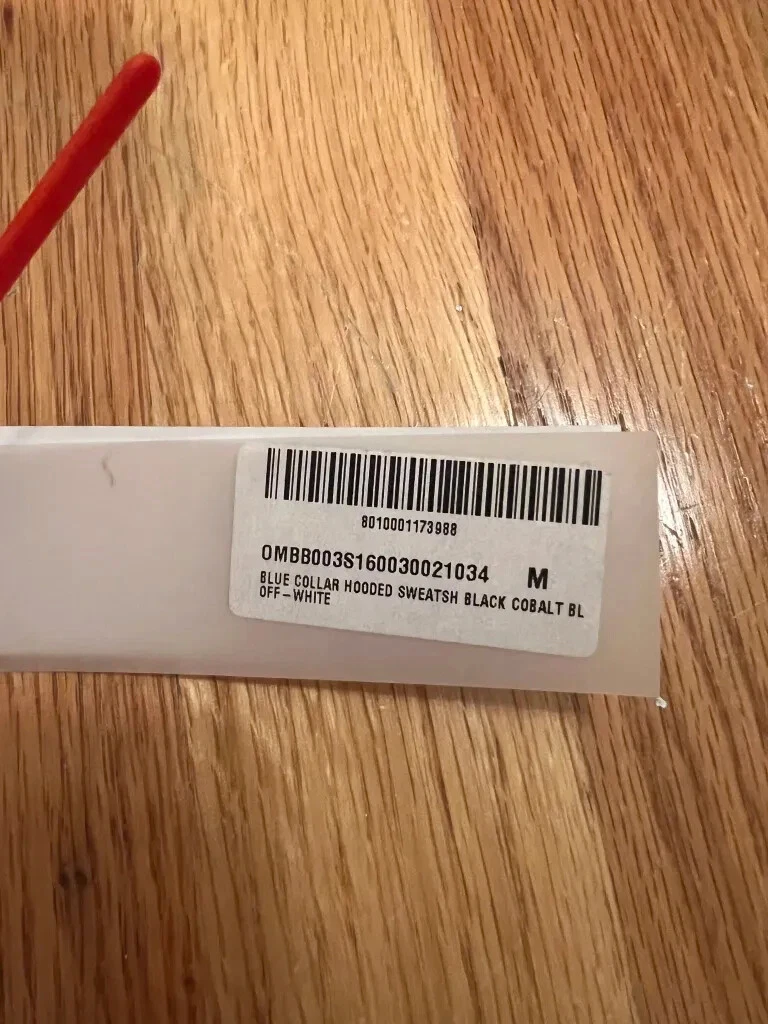 8010001173988
OMBB003S160030021034 M
BLUE COLLAR HOODED SWEATSH BLACK COBALT BL
OFF-WHITE